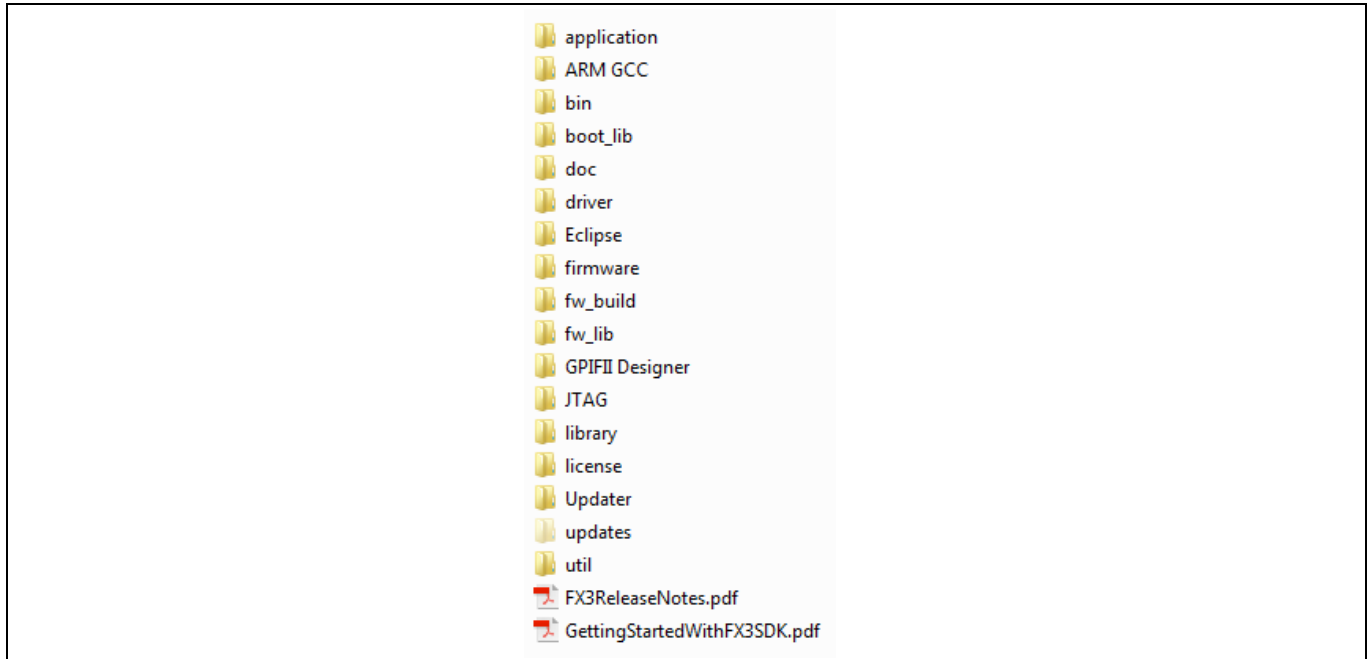 application
ARM GCC
bin
boot_lib
doc
driver
Eclipse
firmware
fw_build
fw_lib
GPIFII Designer
JTAG
library
license
Updater
updates
util
FX3ReleaseNotes.pdf
GettingStartedWithFX3SDK.pdf